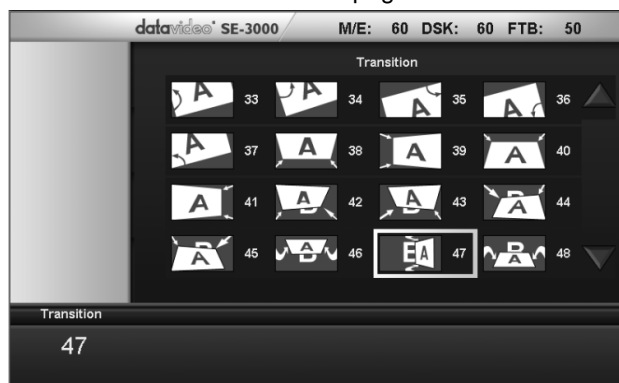 datavideo SE-3000 M/E: 60 DSK: 60 FTB: 50
Transition
A 33 A 34 A 35 A 36
A 37 A 38 A 39 A 40
A 41 A B 42 A B 43 A B 44
A B 45 A B 46 B A 47 A B 48
Transition
47